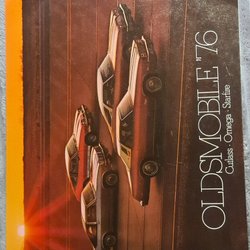 OLDSMOBILE '76
Cutlass · Omega · Starfire